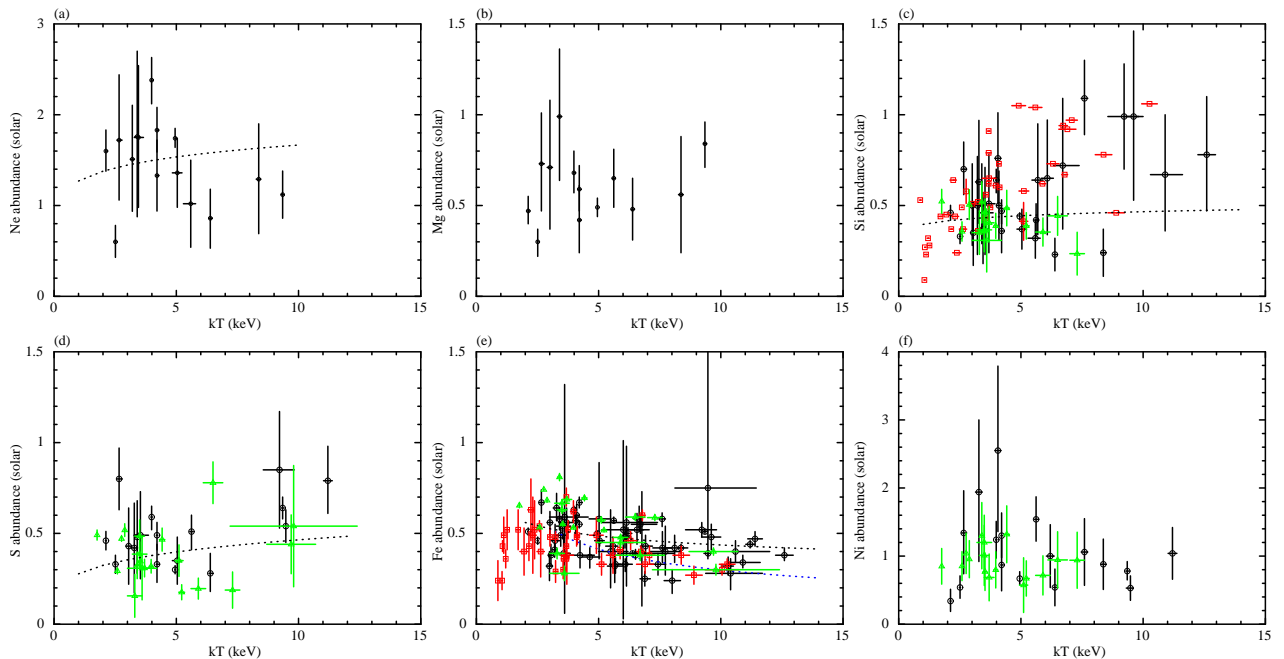 (a)
3
2
1
0
Ne abundance (solar)
0 5 10 15
kT (keV)
(b)
1.5
1
0.5
0
Mg abundance (solar)
0 5 10 15
kT (keV)
(c)
1.5
1
0.5
0
Si abundance (solar)
0 5 10 15
kT (keV)
(d)
1.5
1
0.5
0
S abundance (solar)
0 5 10 15
kT (keV)
(e)
1.5
1
0.5
0
Fe abundance (solar)
0 5 10 15
kT (keV)
(f)
4
3
2
1
0
Ni abundance (solar)
0 5 10 15
kT (keV)